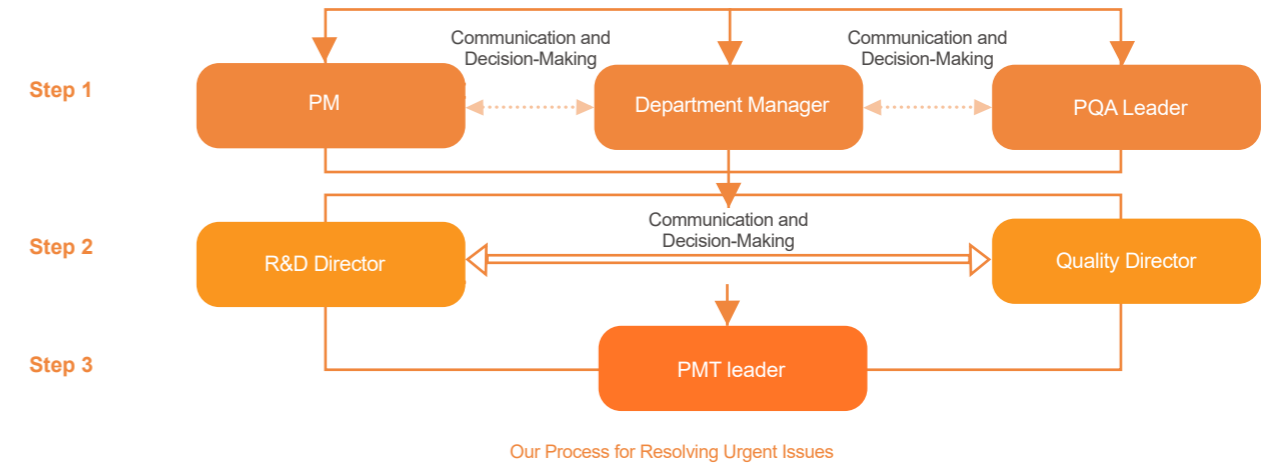 Communication and
Decision-Making
Communication and
Decision-Making
Step 1
PM
Department Manager
PQA Leader
Communication and
Decision-Making
Step 2
R&D Director
Quality Director
Step 3
PMT leader
Our Process for Resolving Urgent Issues